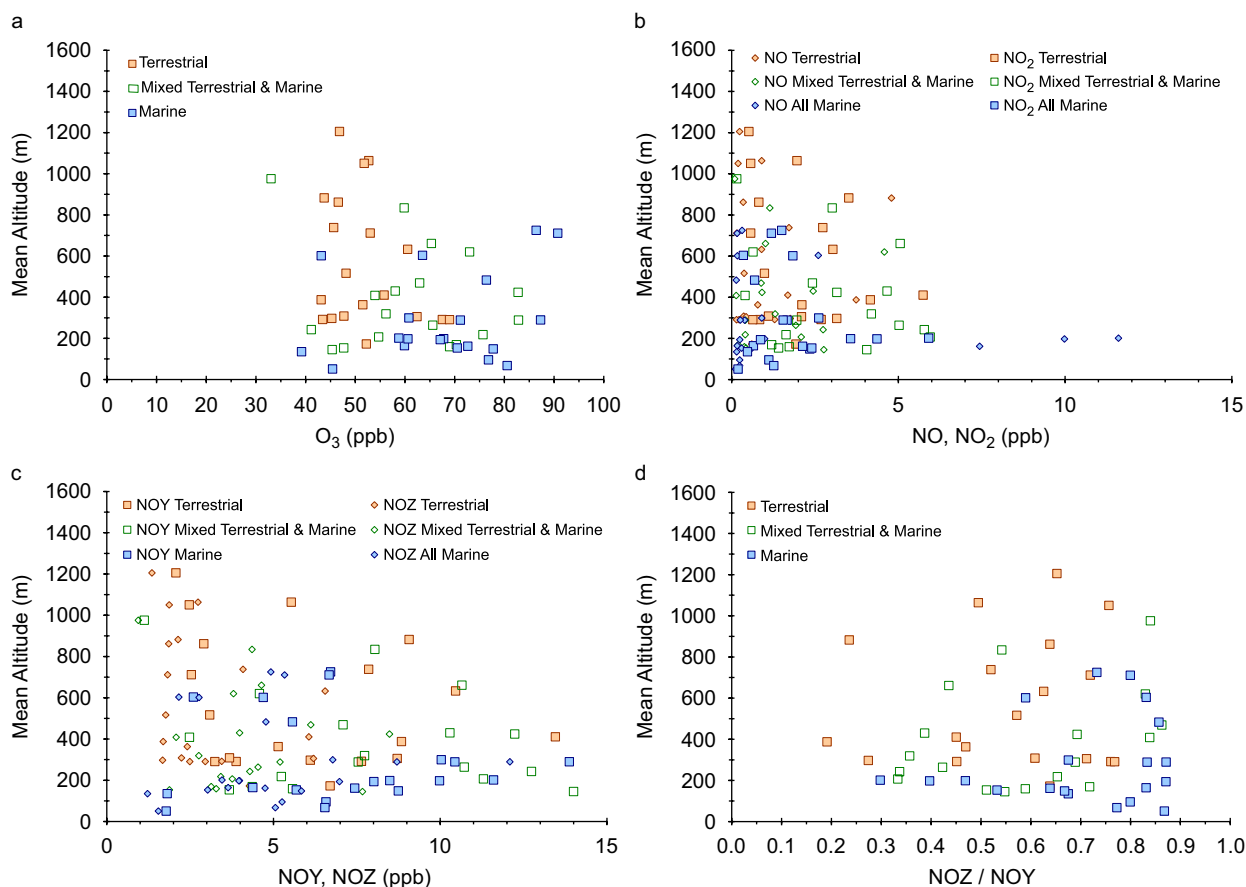 a
1600
1400
1200
1000
800
600
400
200
0
Mean Altitude (m)
Terrestrial
Mixed Terrestrial & Marine
Marine
0 10 20 30 40 50 60 70 80 90 100
O3 (ppb)
b
1600
1400
1200
1000
800
600
400
200
0
Mean Altitude (m)
NO Terrestrial NO2 Terrestrial
NO Mixed Terrestrial & Marine NO2 Mixed Terrestrial & Marine
NO All Marine NO2 All Marine
0 5 10 15
NO, NO2 (ppb)
c
1600
1400
1200
1000
800
600
400
200
0
Mean Altitude (m)
NOY Terrestrial NOZ Terrestrial
NOY Mixed Terrestrial & Marine NOZ Mixed Terrestrial & Marine
NOY Marine NOZ All Marine
0 5 10 15
NOY, NOZ (ppb)
d
1600
1400
1200
1000
800
600
400
200
0
Mean Altitude (m)
Terrestrial
Mixed Terrestrial & Marine
Marine
0.0 0.1 0.2 0.3 0.4 0.5 0.6 0.7 0.8 0.9 1.0
NOZ / NOY